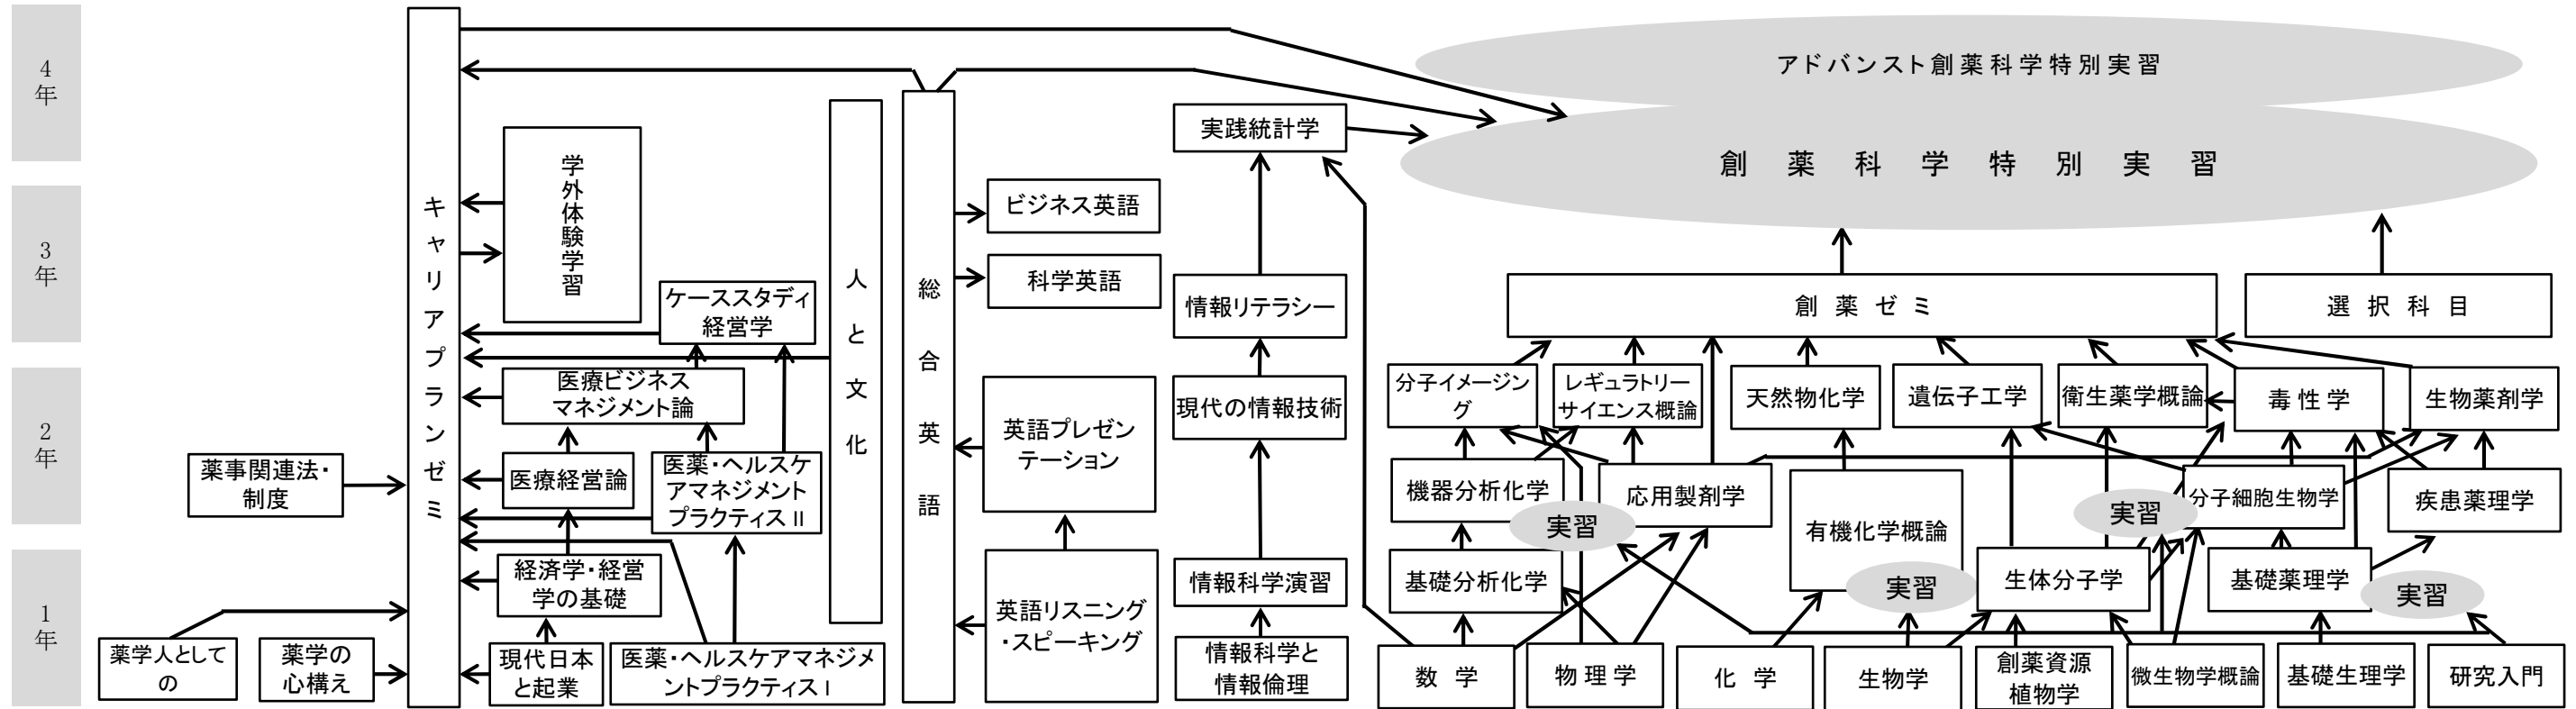 4
年
3
年
2
年
1
年
キャリアプランゼミ
学外体験学習
ケーススタディ
経営学
医療ビジネス
マネジメント論
医療経営論
医薬・ヘルスケ
アマネジメント
プラクティスⅡ
薬事関連法・
制度
経済学・経営
学の基礎
薬学人として
の
薬学の
心構え
現代日本
と起業
医薬・ヘルスケアマネジメ
ントプラクティスⅠ
人と文化
総合英語
ビジネス英語
科学英語
英語プレゼン
テーション
英語リスニング
・スピーキング
実践統計学
情報リテラシー
現代の情報技術
情報科学演習
情報科学と
情報倫理
アドバンスト創薬科学特別実習
創薬科学特別実習
創薬ゼミ
選択科目
分子イメージン
グ
レギュラトリー
サイエンス概論
天然物化学
遺伝子工学
衛生薬学概論
毒性学
生物薬剤学
機器分析化学
応用製剤学
有機化学概論
分子細胞生物学
疾患薬理学
実習
実習
基礎分析化学
実習
生体分子学
基礎薬理学
実習
数学
物理学
化学
生物学
創薬資源
植物学
微生物学概論
基礎生理学
研究入門